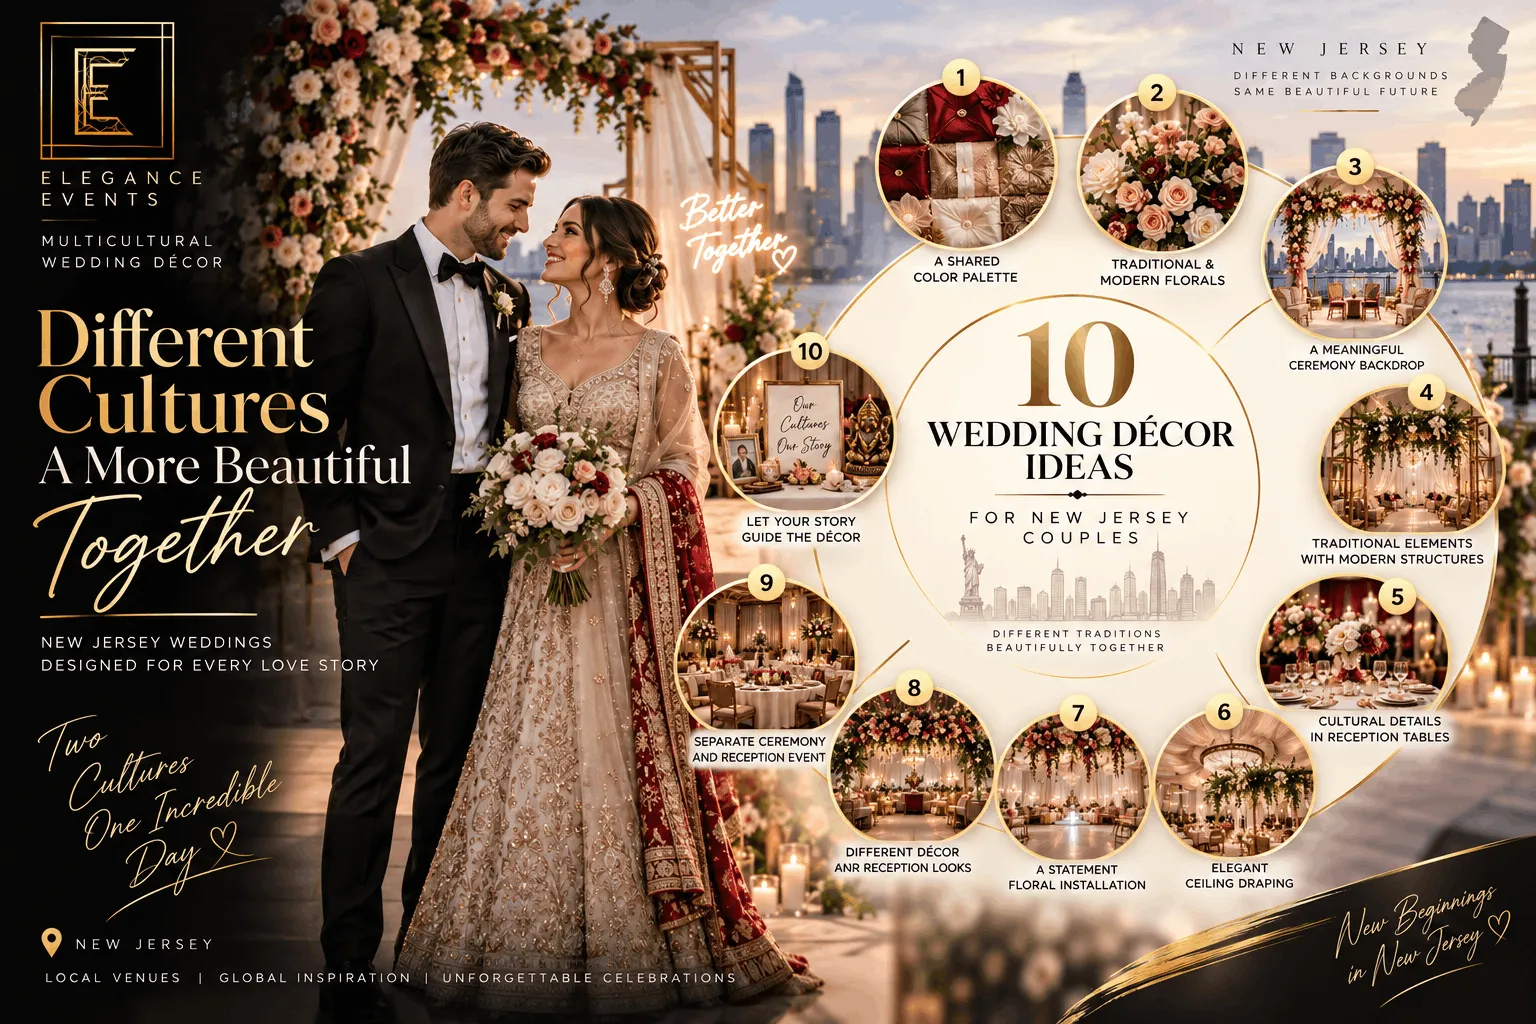 E
ELEGANCE
EVENTS
MULTICULTURAL
WEDDING DÉCOR
Different
Cultures
A More Beautiful
Together
NEW JERSEY WEDDINGS
DESIGNED FOR EVERY LOVE STORY
Two
Cultures
One Incredible
Day
NEW JERSEY
LOCAL VENUES | GLOBAL INSPIRATION | UNFORGETTABLE CELEBRATIONS
Better
Together
NEW JERSEY
DIFFERENT BACKGROUNDS
SAME BEAUTIFUL FUTURE
10
WEDDING DÉCOR
IDEAS
FOR NEW JERSEY
COUPLES
DIFFERENT TRADITIONS
BEAUTIFULLY TOGETHER
1
A SHARED
COLOR PALETTE
2
TRADITIONAL &
MODERN FLORALS
3
A MEANINGFUL
CEREMONY BACKDROP
4
TRADITIONAL ELEMENTS
WITH MODERN STRUCTURES
5
CULTURAL DETAILS
IN RECEPTION TABLES
6
ELEGANT
CEILING DRAPING
7
A STATEMENT
FLORAL INSTALLATION
8
DIFFERENT DÉCOR
ANR RECEPTION LOOKS
9
SEPARATE CEREMONY
AND RECEPTION EVENT
10
Our
Cultures
Our Story
LET YOUR STORY
GUIDE THE DÉCOR
New Beginnings
in New Jersey